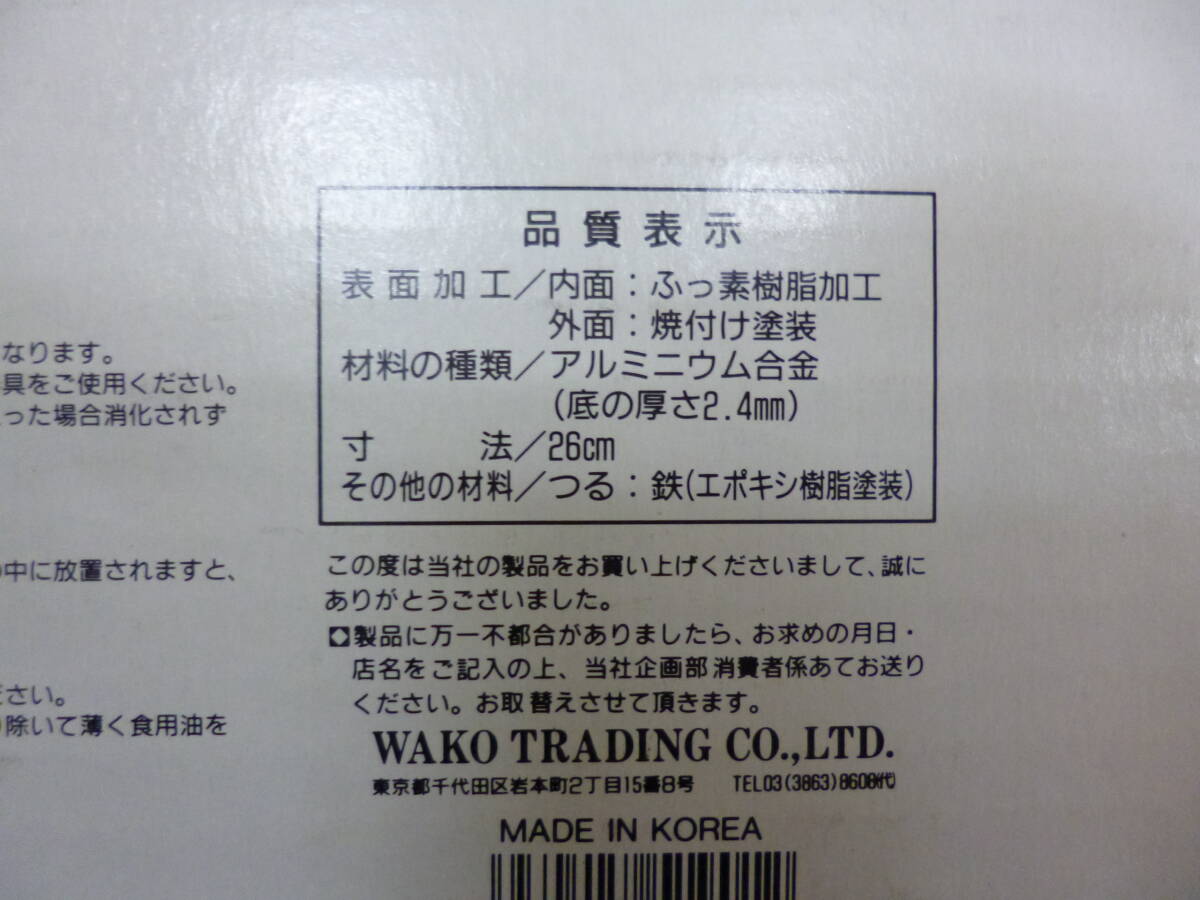 なります。
具をご使用ください。
った場合消化されず
中に放置されますと、
ださい。
除いて薄く食用油を
品質表示
表面加工／内面：ふっ素樹脂加工
外面：焼付け塗装
材料の種類／アルミニウム合金
（底の厚さ2.4mm）
寸法／26cm
その他の材料／つる：鉄（エポキシ樹脂塗装）
この度は当社の製品をお買い上げくださいまして、誠に
ありがとうございました。
製品に万一不都合がありましたら、お求めの月日・
店名をご記入の上、当社企画部消費者係あてお送り
ください。お取替えさせて頂きます。
WAKO TRADING CO.,LTD.
東京都千代田区岩本町2丁目15番8号 TEL03(3863)8608代)
MADE IN KOREA